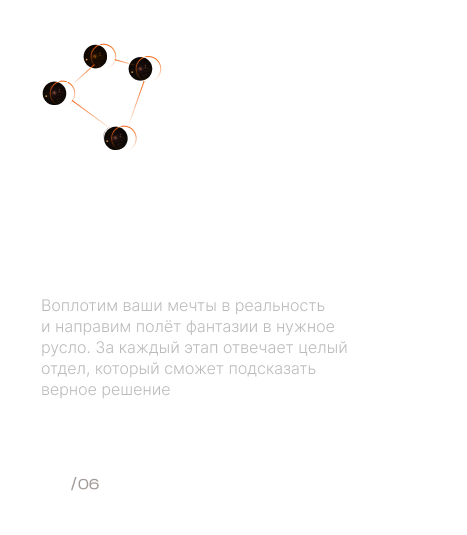 Воплотим ваши мечты в реальность
и направим полёт фантазии в нужное
русло. За каждый этап отвечает целый
отдел, который сможет подсказать
верное решение
/06